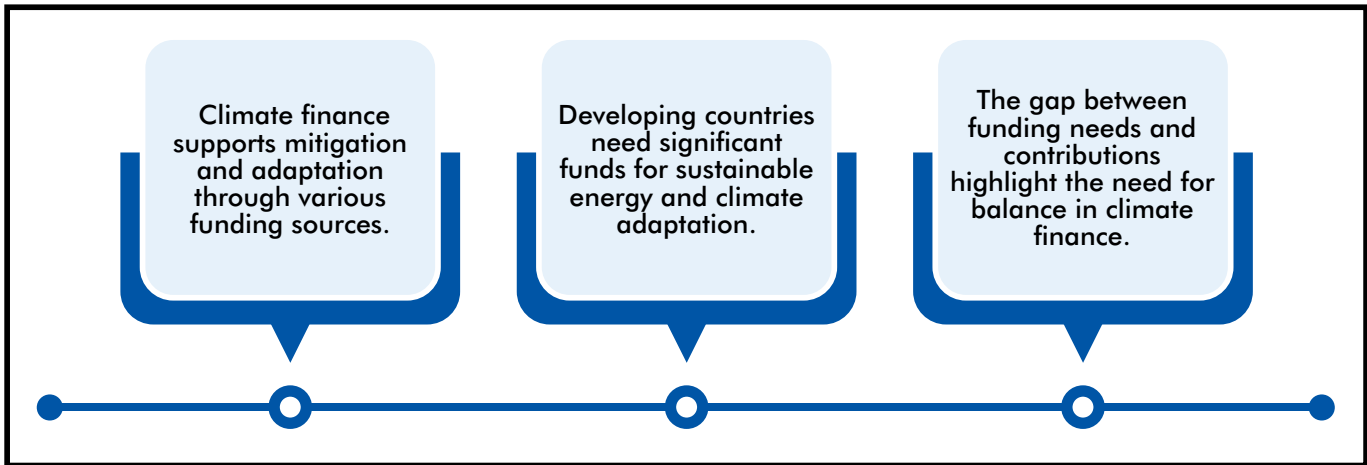 Climate finance
supports mitigation
and adaptation
through various
funding sources.
Developing countries
need significant
funds for sustainable
energy and climate
adaptation.
The gap between
funding needs and
contributions
highlight the need for
balance in climate
finance.